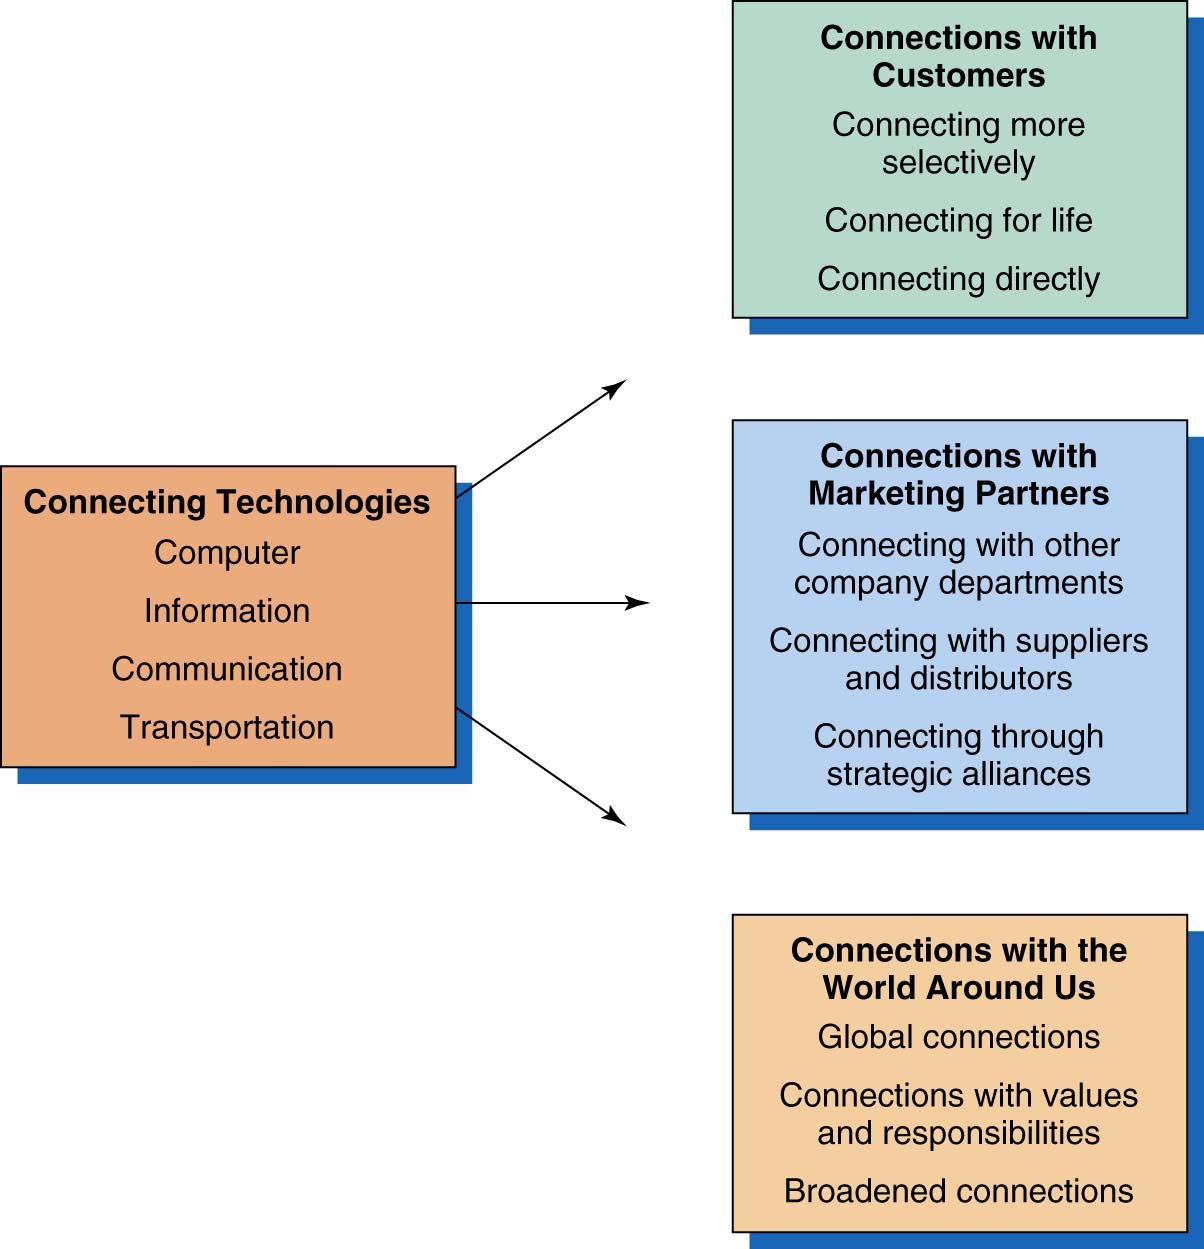 Connections with
Customers
Connecting more
selectively
Connecting for life
Connecting directly
Connecting Technologies
Computer
Information
Communication
Transportation
Connections with
Marketing Partners
Connecting with other
company departments
Connecting with suppliers
and distributors
Connecting through
strategic alliances
Connections with the
World Around Us
Global connections
Connections with values
and responsibilities
Broadened connections